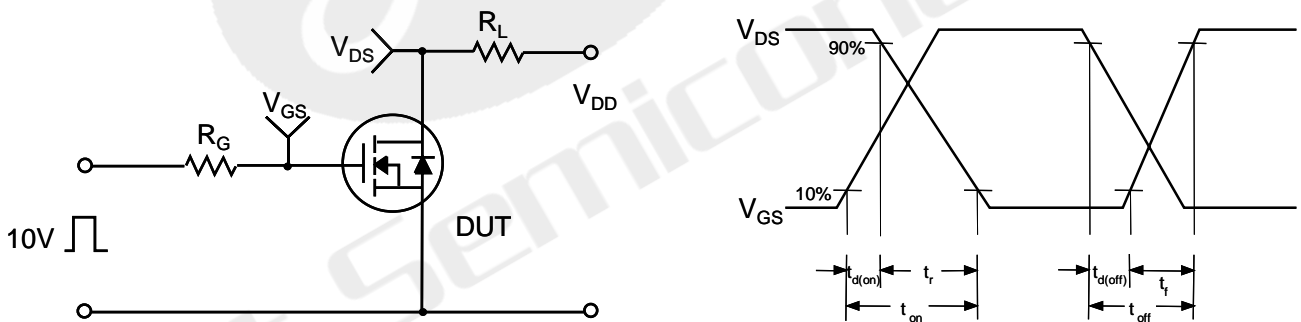 V_DS
R_L
V_DD
V_GS
R_G
10V
DUT
V_DS
90%
10%
V_GS
t_d(on)
t_r
t_d(off)
t_f
t_on
t_off